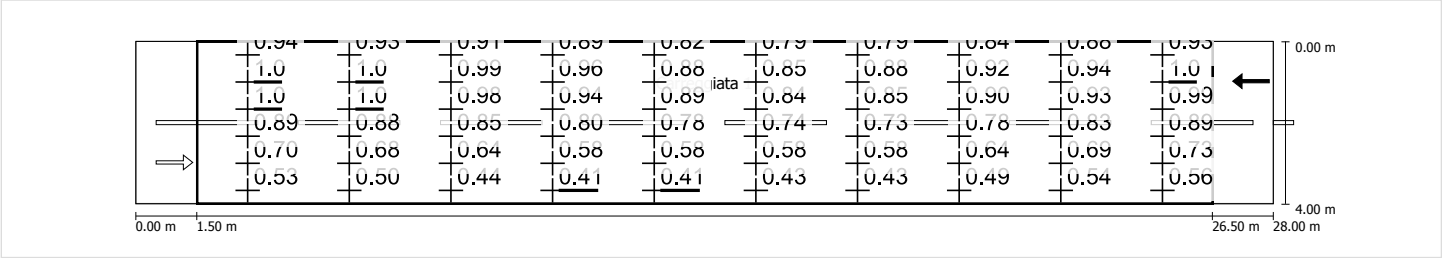 0.94 0.93 0.91 0.89 0.82 0.79 0.79 0.84 0.88 0.93 0.00 m
1.0 1.0 0.99 0.96 0.88 0.85 0.88 0.92 0.94 1.0
iata
1.0 1.0 0.98 0.94 0.89 0.84 0.85 0.90 0.93 0.99
0.89 0.88 0.85 0.80 0.78 0.74 0.73 0.78 0.83 0.89
0.70 0.68 0.64 0.58 0.58 0.58 0.58 0.64 0.69 0.73
0.53 0.50 0.44 0.41 0.41 0.43 0.43 0.49 0.54 0.56
4.00 m
0.00 m 1.50 m 26.50 m 28.00 m